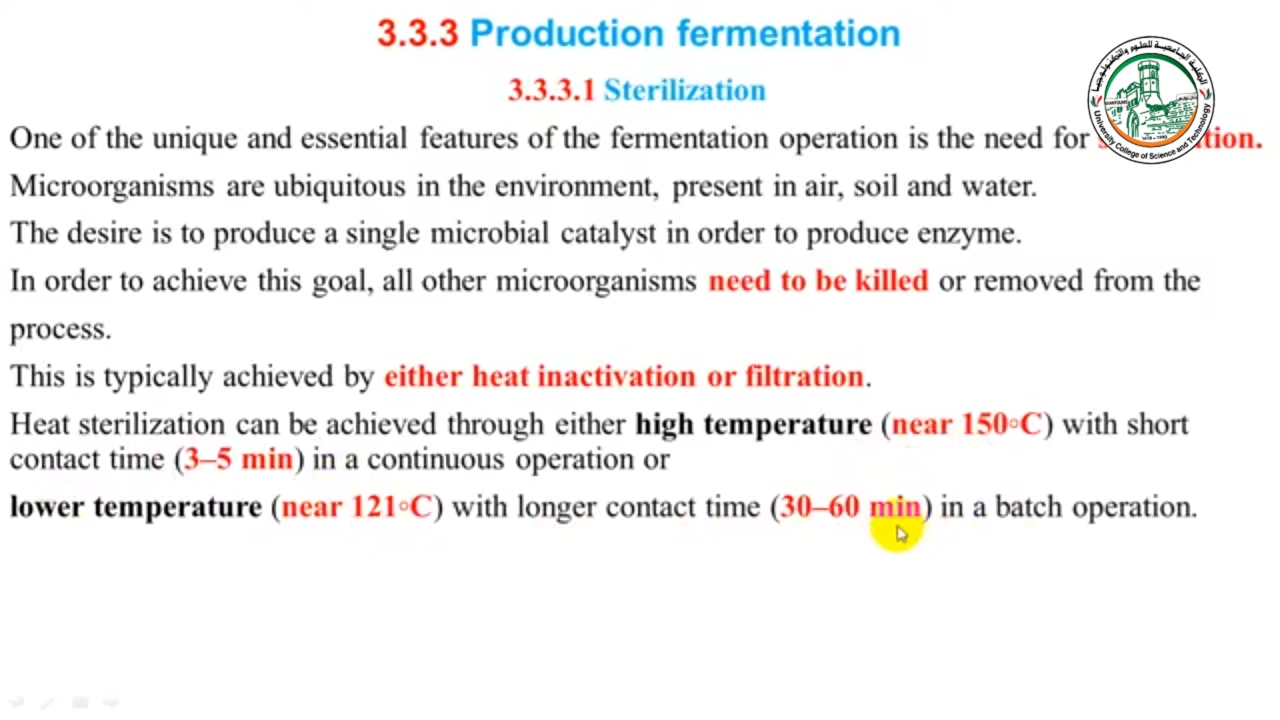 3.3.3 Production fermentation
3.3.3.1 Sterilization
One of the unique and essential features of the fermentation operation is the need for
Microorganisms are ubiquitous in the environment, present in air, soil and water.
The desire is to produce a single microbial catalyst in order to produce enzyme.
In order to achieve this goal, all other microorganisms need to be killed or removed from the
process.
This is typically achieved by either heat inactivation or filtration.
Heat sterilization can be achieved through either high temperature (near 150◦C) with short
contact time (3–5 min) in a continuous operation or
lower temperature (near 121◦C) with longer contact time (30–60 min) in a batch operation.
الكلية الجامعية للعلوم والتكنولوجيا
University College of Science and Technology